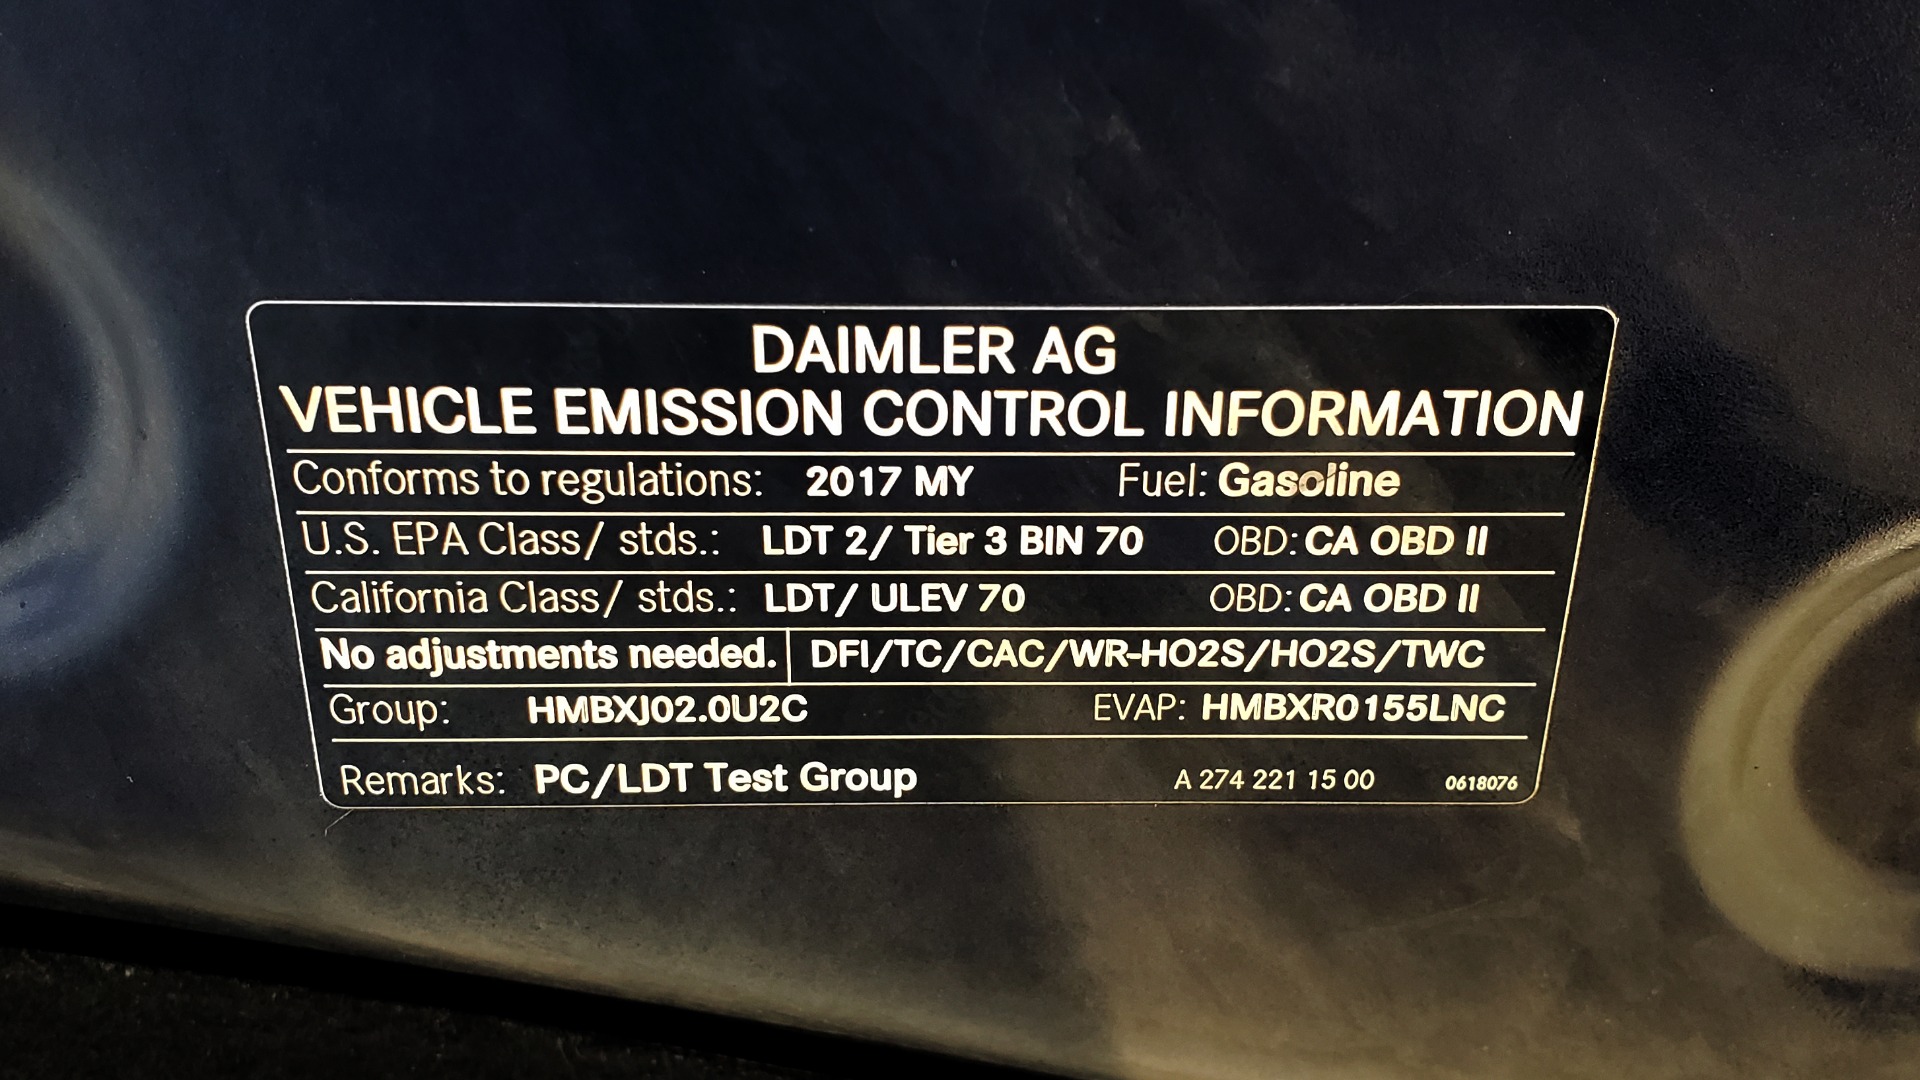 DAIMLER AG
VEHICLE EMISSION CONTROL INFORMATION
Conforms to regulations: 2017 MY Fuel: Gasoline
U.S. EPA Class/ stds.: LDT 2/ Tier 3 BIN 70 OBD: CA OBD II
California Class/ stds.: LDT/ ULEV 70 OBD: CA OBD II
No adjustments needed. DFI/TC/CAC/WR-HO2S/HO2S/TWC
Group: HMBXJ02.0U2C EVAP: HMBXR0155LNC
Remarks: PC/LDT Test Group A 274 221 15 00 0618076